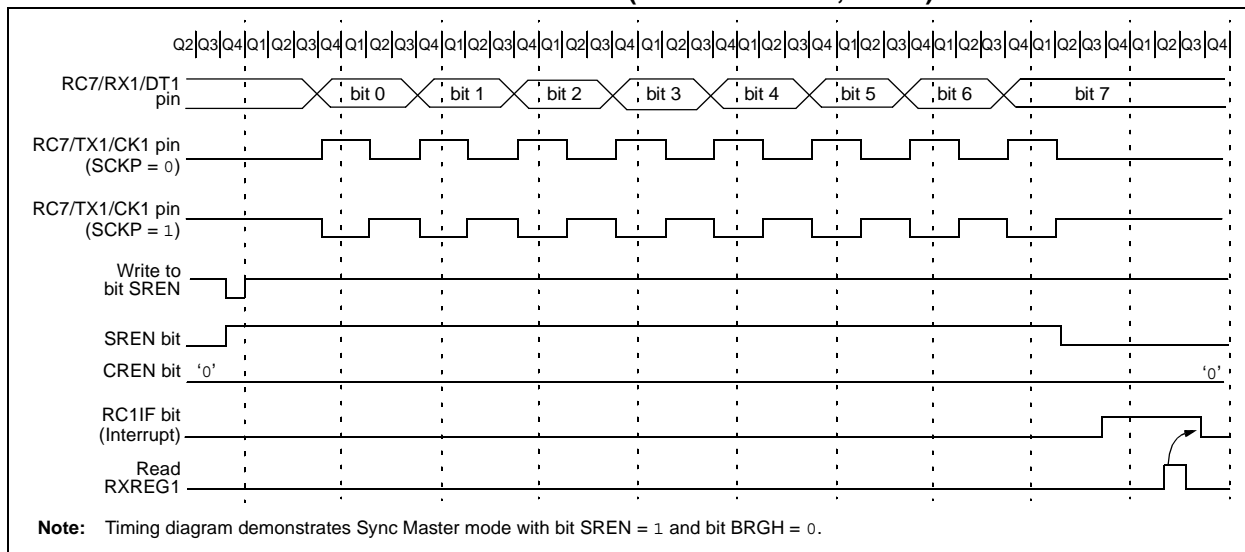 Q2|Q3|Q4|Q1|Q2|Q3|Q4|Q1|Q2|Q3|Q4|Q1|Q2|Q3|Q4|Q1|Q2|Q3|Q4|Q1|Q2|Q3|Q4|Q1|Q2|Q3|Q4|Q1|Q2|Q3|Q4|Q1|Q2|Q3|Q4|Q1|Q2|Q3|Q4|Q1|Q2|Q3|Q4
RC7/RX1/DT1
pin
bit 0 bit 1 bit 2 bit 3 bit 4 bit 5 bit 6 bit 7
RC7/TX1/CK1 pin
(SCKP = 0)
RC7/TX1/CK1 pin
(SCKP = 1)
Write to
bit SREN
SREN bit
CREN bit ‘0’ ‘0’
RC1IF bit
(Interrupt)
Read
RXREG1
Note: Timing diagram demonstrates Sync Master mode with bit SREN = 1 and bit BRGH = 0.